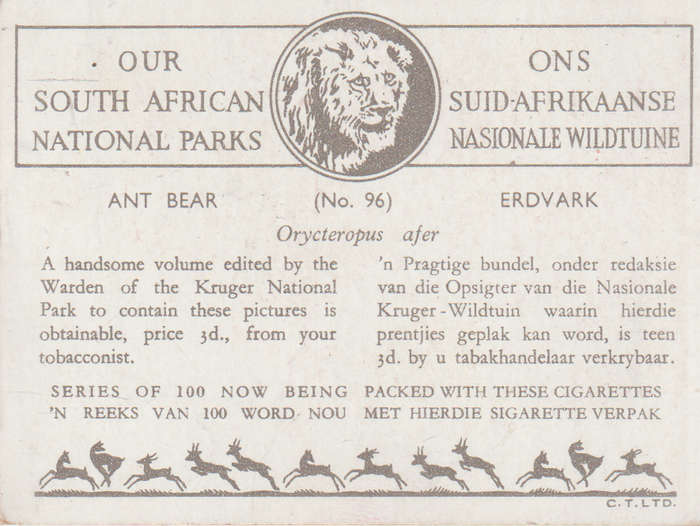 OUR
SOUTH AFRICAN
NATIONAL PARKS
ONS
SUID-AFRIKAANSE
NASIONALE WILDTUINE
ANT BEAR (No. 96) ERDVARK
Orycteropus afer
A handsome volume edited by the
Warden of the Kruger National
Park to contain these pictures is
obtainable, price 3d., from your
tobacconist.
'n Pragtige bundel, onder redaksie
van die Opsigter van die Nasionale
Kruger-Wildtuin waarin hierdie
prentjies geplak kan word, is teen
3d. by u tabakhandelaar verkrybaar.
SERIES OF 100 NOW BEING PACKED WITH THESE CIGARETTES
'N REEKS VAN 100 WORD NOU MET HIERDIE SIGARETTE VERPAK
C.T. LTD.